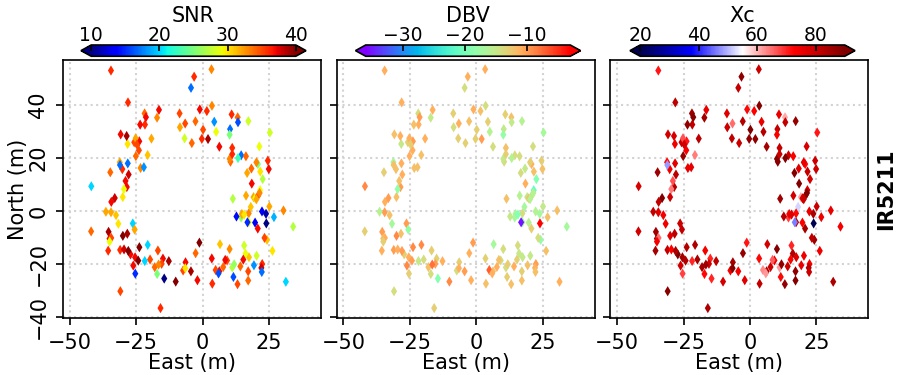 SNR DBV Xc
10 20 30 40 −30 −20 −10 20 40 60 80
North (m)
40
20
0
−20
−40
IR5211
−50 −25 0 25 −50 −25 0 25 −50 −25 0 25
East (m) East (m) East (m)